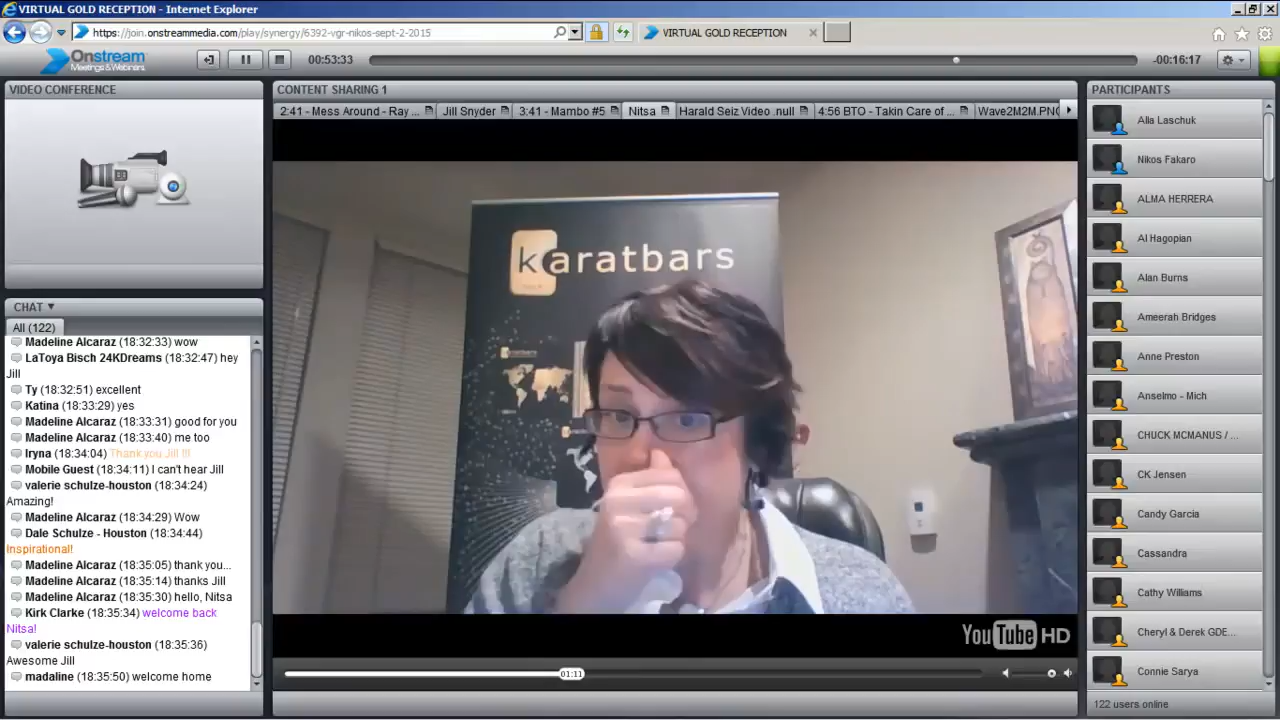 VIRTUAL GOLD RECEPTION - Internet Explorer
https://join.onstreammedia.com/play/synergy/6392-vgr-nikos-sept-2-2015
VIRTUAL GOLD RECEPTION
Onstream
Meetings & Webinars
00:53:33
-00:16:17
VIDEO CONFERENCE
CHAT
All (122)
Madeline Alcaraz (18:32:33) wow
LaToya Bisch 24KDreams (18:32:47) hey
Jill
Ty (18:32:51) excellent
Katina (18:33:29) yes
Madeline Alcaraz (18:33:31) good for you
Madeline Alcaraz (18:33:40) me too
Iryna (18:34:04) Thank you Jill !!!
Mobile Guest (18:34:11) I can't hear Jill
valerie schulze-houston (18:34:24)
Amazing!
Madeline Alcaraz (18:34:29) Wow
Dale Schulze - Houston (18:34:44)
Inspirational!
Madeline Alcaraz (18:35:05) thank you...
Madeline Alcaraz (18:35:14) thanks Jill
Madeline Alcaraz (18:35:30) hello, Nitsa
Kirk Clarke (18:35:34) welcome back
Nitsa!
valerie schulze-houston (18:35:36)
Awesome Jill
madaline (18:35:50) welcome home
CONTENT SHARING 1
2:41 - Mess Around - Ray ...
Jill Snyder
3:41 - Mambo #5
Nitsa
Harald Seiz Video .null
4:56 BTO - Takin Care of ...
Wave2M2M.PNG
karatbars
karatbars
YouTube HD
01:11
PARTICIPANTS
Alla Laschuk
Nikos Fakaro
ALMA HERRERA
Al Hagopian
Alan Burns
Ameerah Bridges
Anne Preston
Anselmo - Mich
CHUCK MCMANUS / ...
CK Jensen
Candy Garcia
Cassandra
Cathy Williams
Cheryl & Derek GDE...
Connie Sarya
122 users online